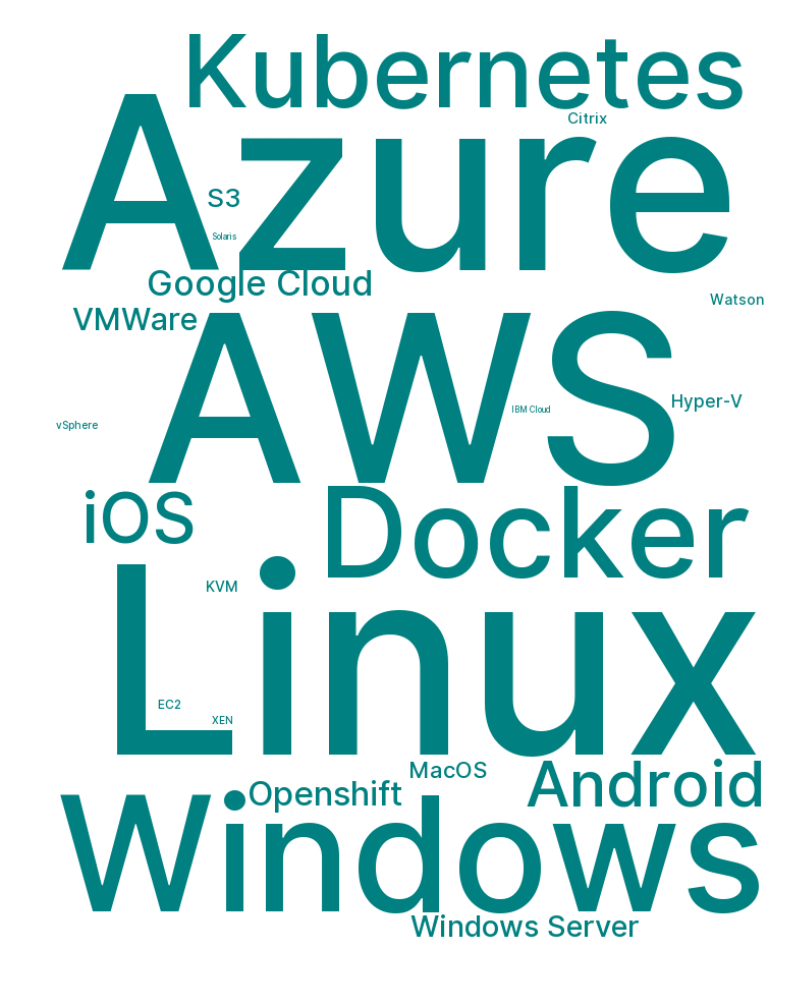 Kubernetes
Citrix
Azure
S3
Solaris
Google Cloud
Watson
VMWare
AWS
Hyper-V
IBM Cloud
vSphere
iOS
Docker
KVM
Linux
EC2
XEN
MacOS
Android
Openshift
Windows
Windows Server